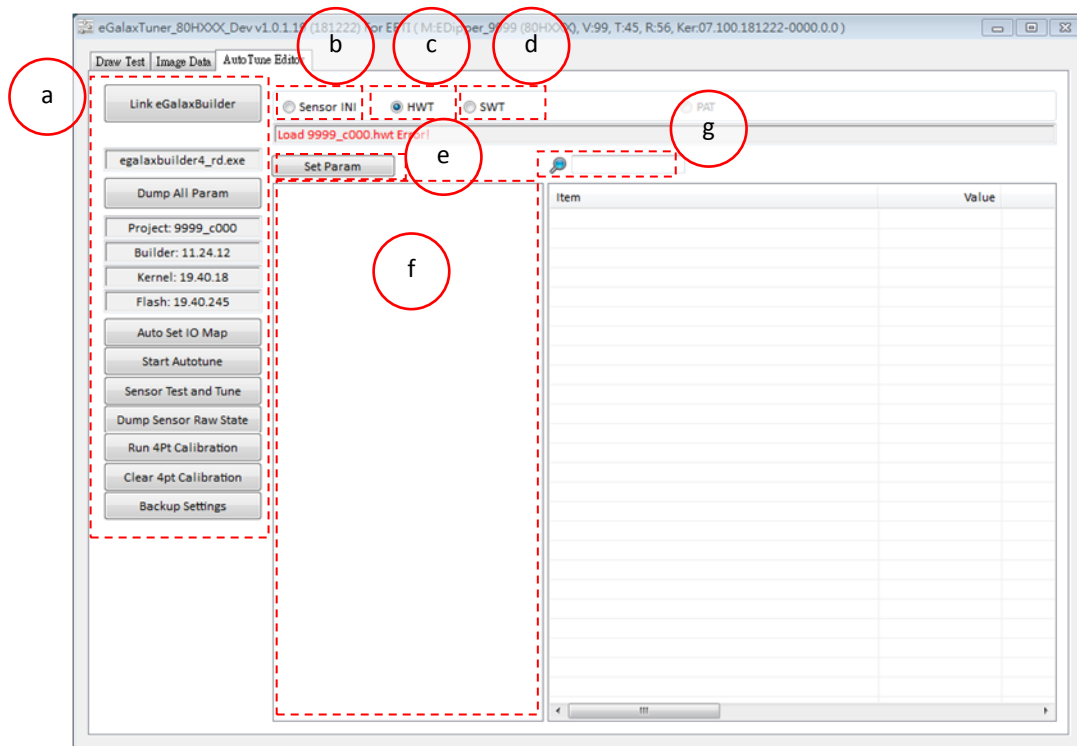 eGalaxTuner_80HXXX_Dev v1.0.1.19 (181222) For EETI ( M:EDipper_9999 (80HXXX), V:99, T:45, R:56, Ker:07.100.181222-0000.0.0 )
b
c
d
Draw Test
Image Data
AutoTune Editor
a
Link eGalaxBuilder
Sensor INI
HWT
SWT
PAT
g
Load 9999_c000.hwt Error!
e
egalaxbuilder4_rd.exe
Set Param
Dump All Param
Item
Value
Project: 9999_c000
Builder: 11.24.12
f
Kernel: 19.40.18
Flash: 19.40.245
Auto Set IO Map
Start Autotune
Sensor Test and Tune
Dump Sensor Raw State
Run 4Pt Calibration
Clear 4pt Calibration
Backup Settings